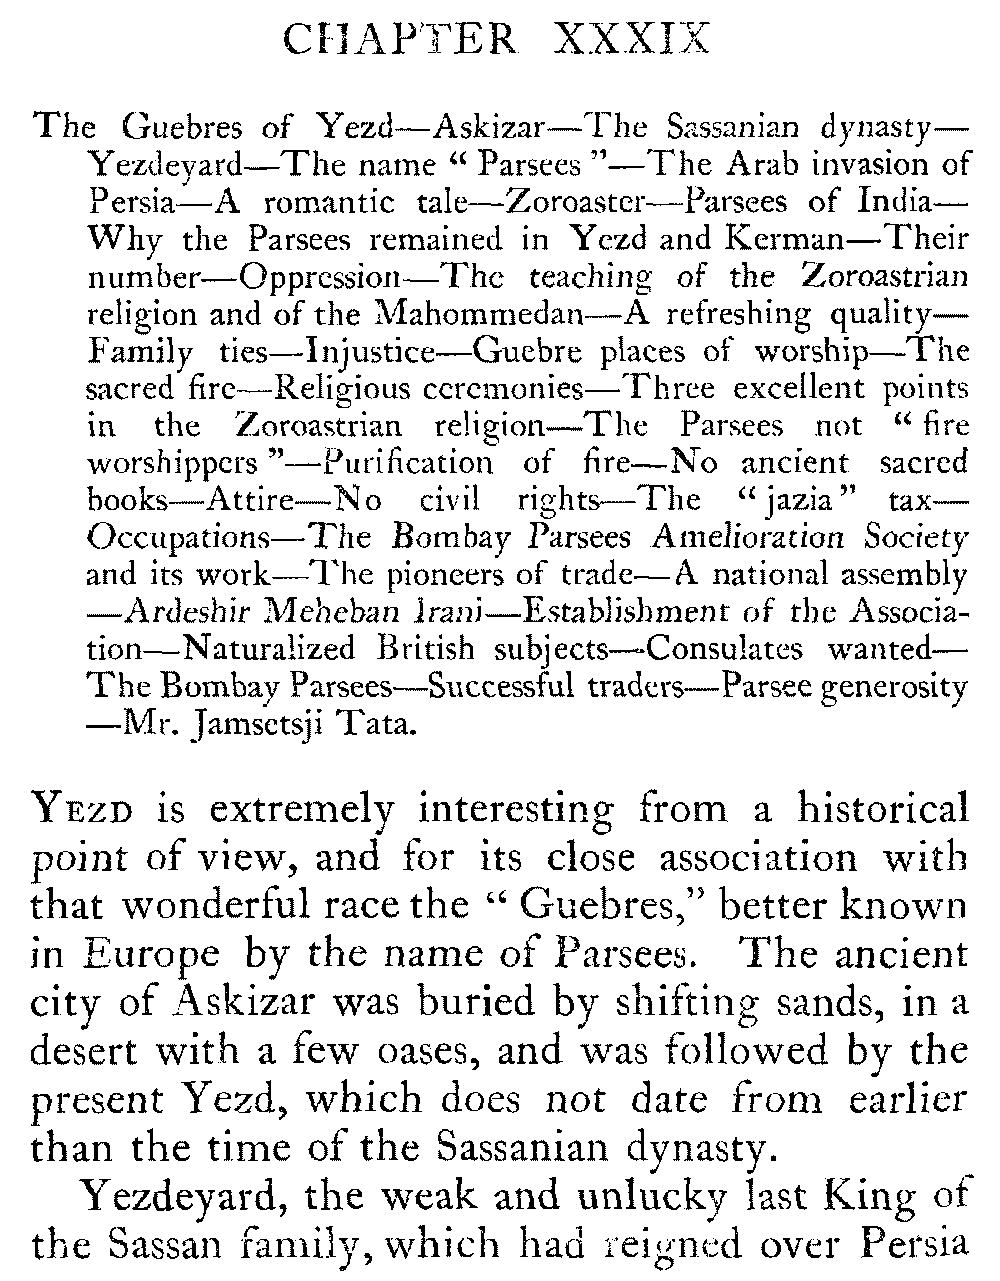 CHAPTER XXXIX
The Guebres of Yezd—Askizar—The Sassanian dynasty—
Yezdeyard—The name “ Parsees ”—The Arab invasion of
Persia—A romantic tale—Zoroaster—Parsees of India—
Why the Parsees remained in Yezd and Kerman—Their
number—Oppression—The teaching of the Zoroastrian
religion and of the Mahommedan—A refreshing quality—
Family ties—Injustice—Guebre places of worship—The
sacred fire—Religious ceremonies—Three excellent points
in the Zoroastrian religion—The Parsees not “ fire
worshippers ”—Purification of fire—No ancient sacred
books—Attire—No civil rights—The “ jazia ” tax—
Occupations—The Bombay Parsees Amelioration Society
and its work—The pioneers of trade—A national assembly
—Ardeshir Meheban Irani—Establishment of the Associa-
tion—Naturalized British subjects—Consulates wanted—
The Bombay Parsees—Successful traders—Parsee generosity
—Mr. Jamsetsji Tata.
YEZD is extremely interesting from a historical
point of view, and for its close association with
that wonderful race the “ Guebres,” better known
in Europe by the name of Parsees. The ancient
city of Askizar was buried by shifting sands, in a
desert with a few oases, and was followed by the
present Yezd, which does not date from earlier
than the time of the Sassanian dynasty.
Yezdeyard, the weak and unlucky last King of
the Sassan family, which had reigned over Persia